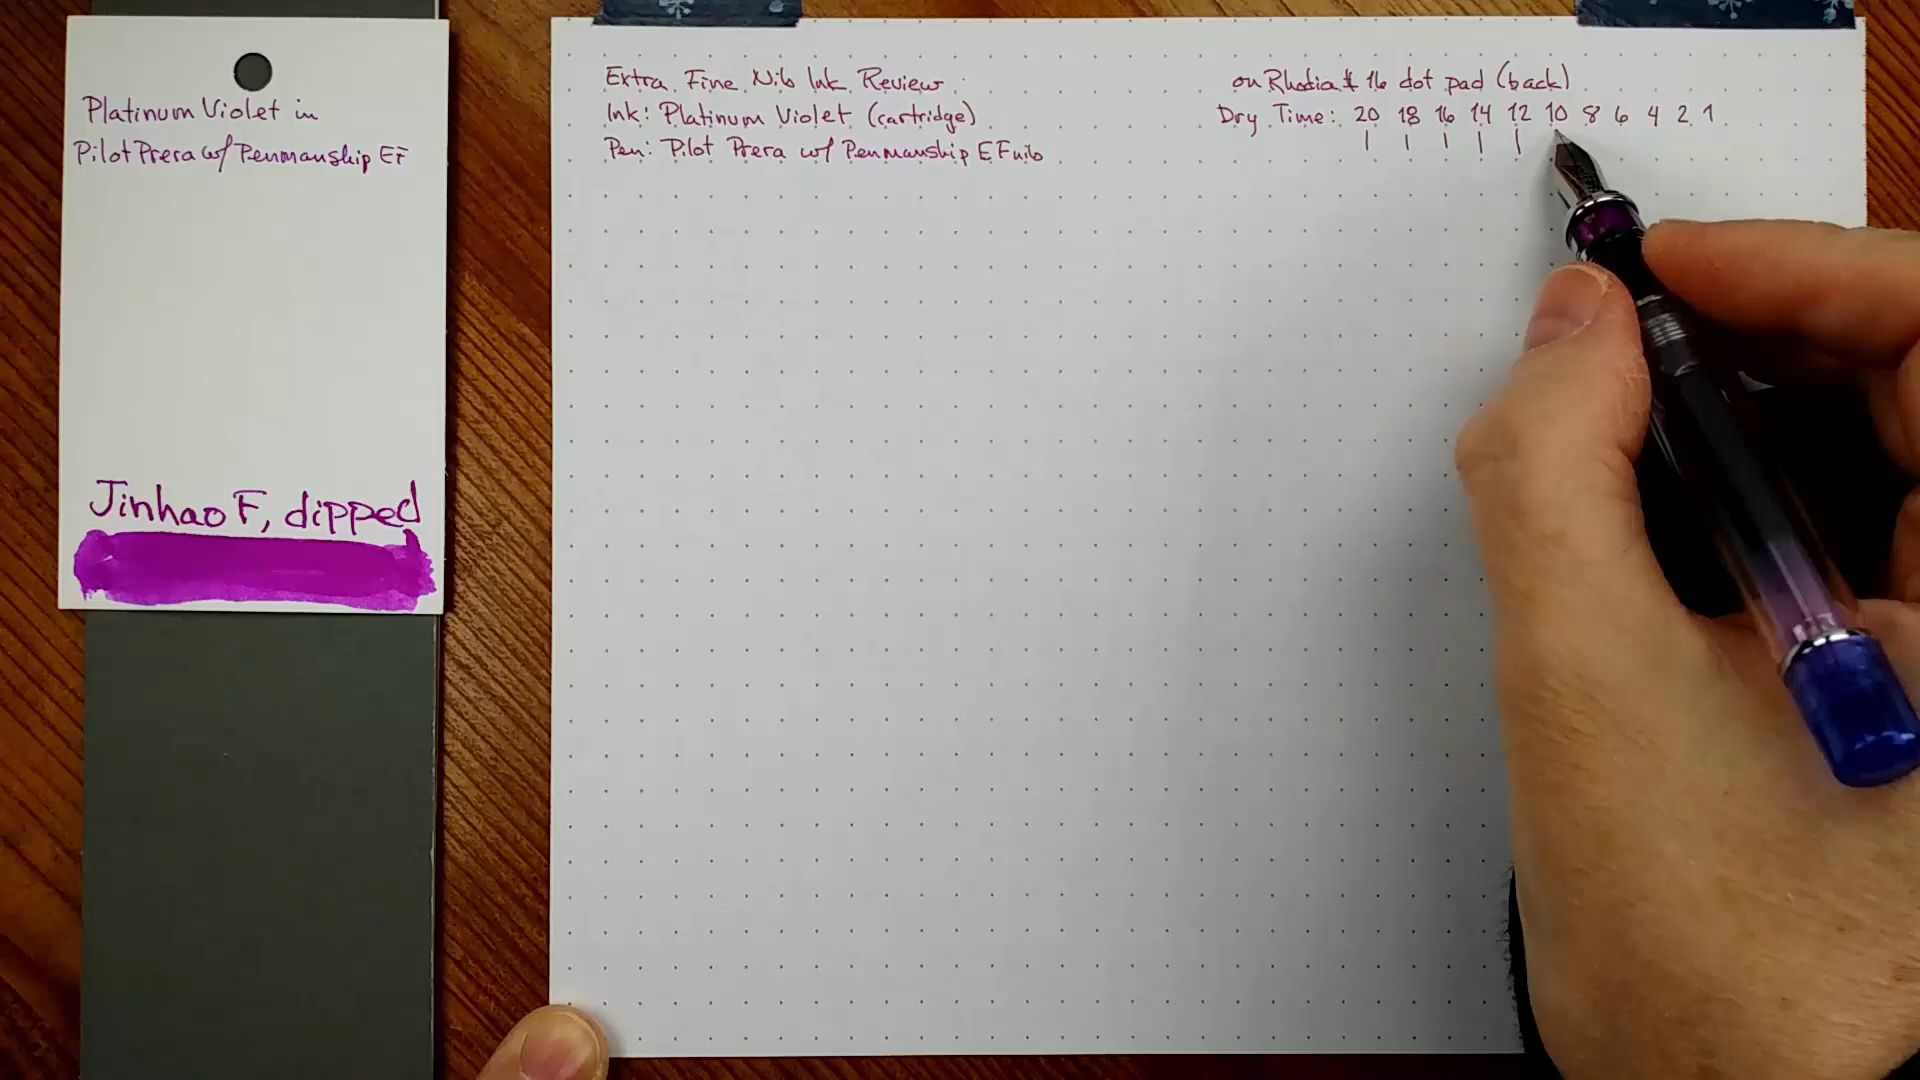 Platinum Violet in
Pilot Prera w/ Penmanship EF
Jinhao F, dipped
Extra Fine Nib Ink Review
Ink: Platinum Violet (cartridge)
Pen: Pilot Prera w/ Penmanship EF nib
on Rhodia # 16 dot pad (back)
Dry Time: 20 18 16 14 12 10 8 6 4 2 1